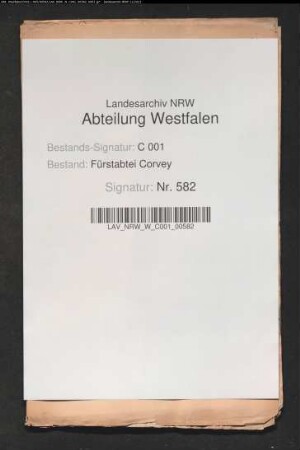 Landesarchiv NRW
Abteilung Westfalen
Bestands-Signatur: C 001
Bestand: Fürstabtei Corvey
Signatur: Nr. 582
LAV_NRW_W_C001_00582